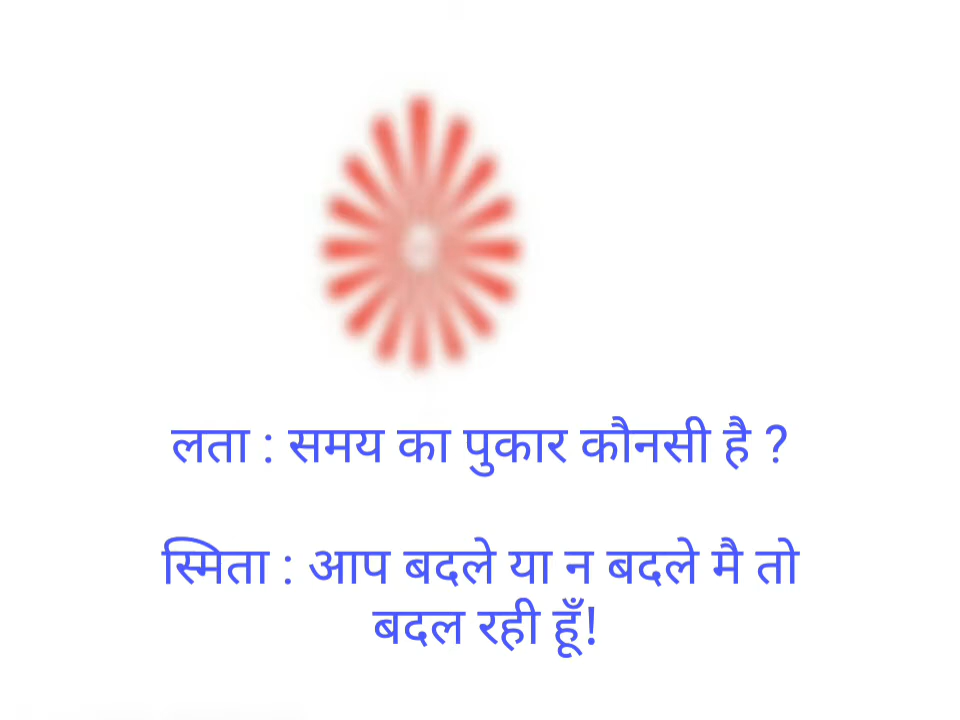 लता : समय का पुकार कौनसी है ?
स्मिता : आप बदले या न बदले मै तो
बदल रही हूँ!